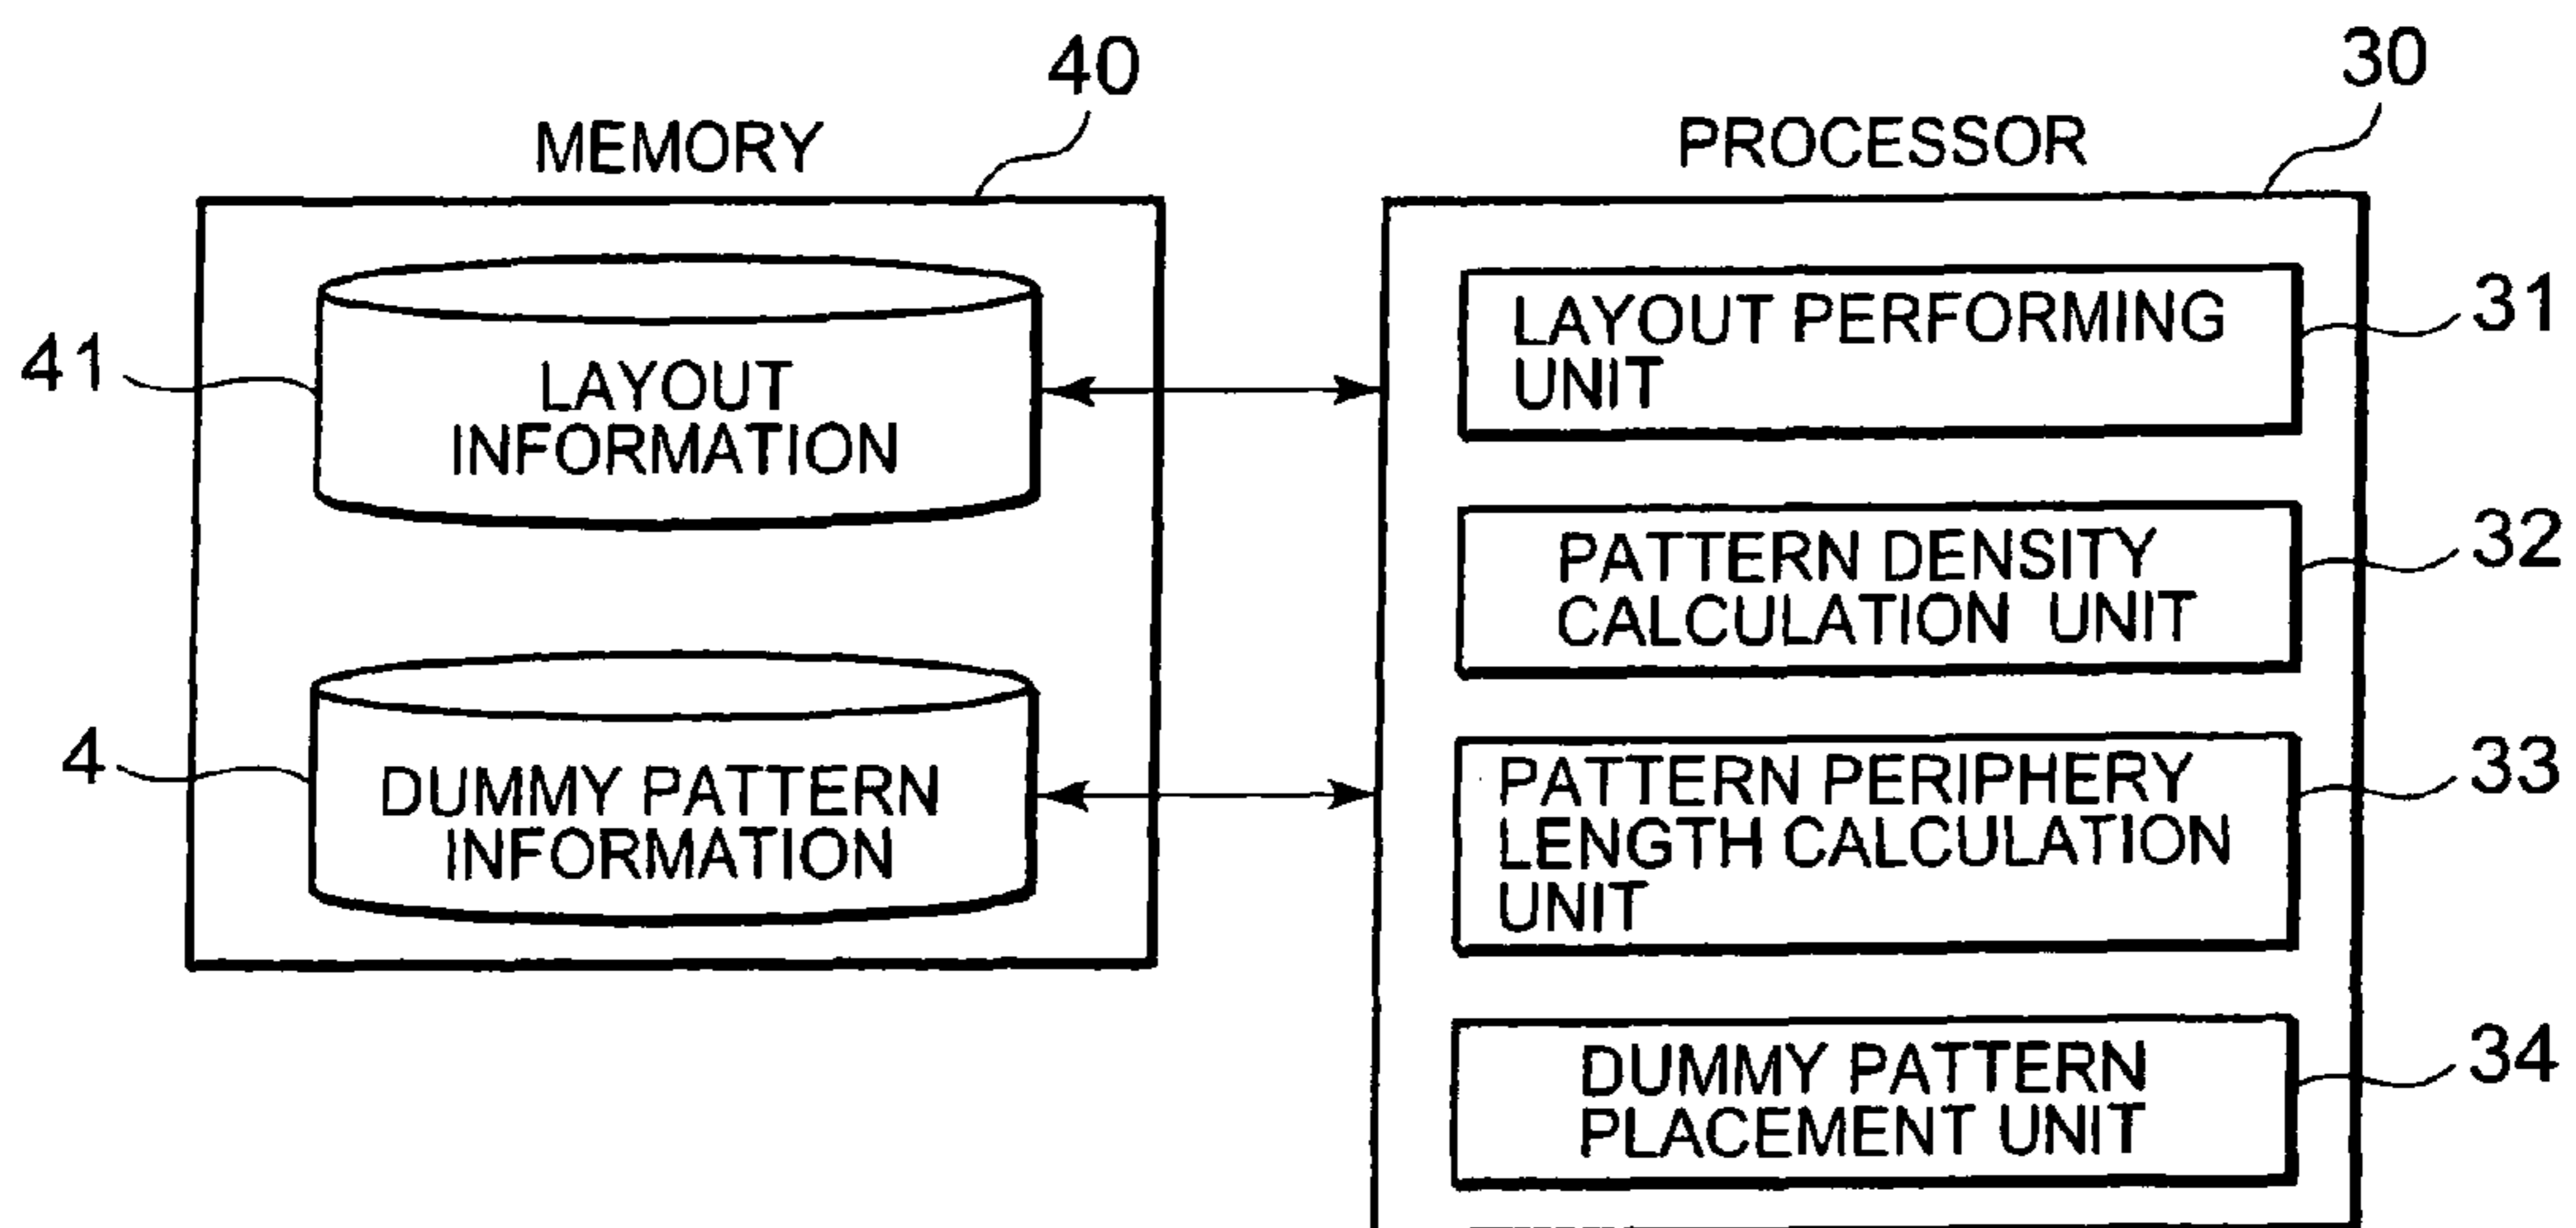 40
MEMORY
41
LAYOUT
INFORMATION
4
DUMMY PATTERN
INFORMATION
30
PROCESSOR
LAYOUT PERFORMING
UNIT
31
PATTERN DENSITY
CALCULATION UNIT
32
PATTERN PERIPHERY
LENGTH CALCULATION
UNIT
33
DUMMY PATTERN
PLACEMENT UNIT
34